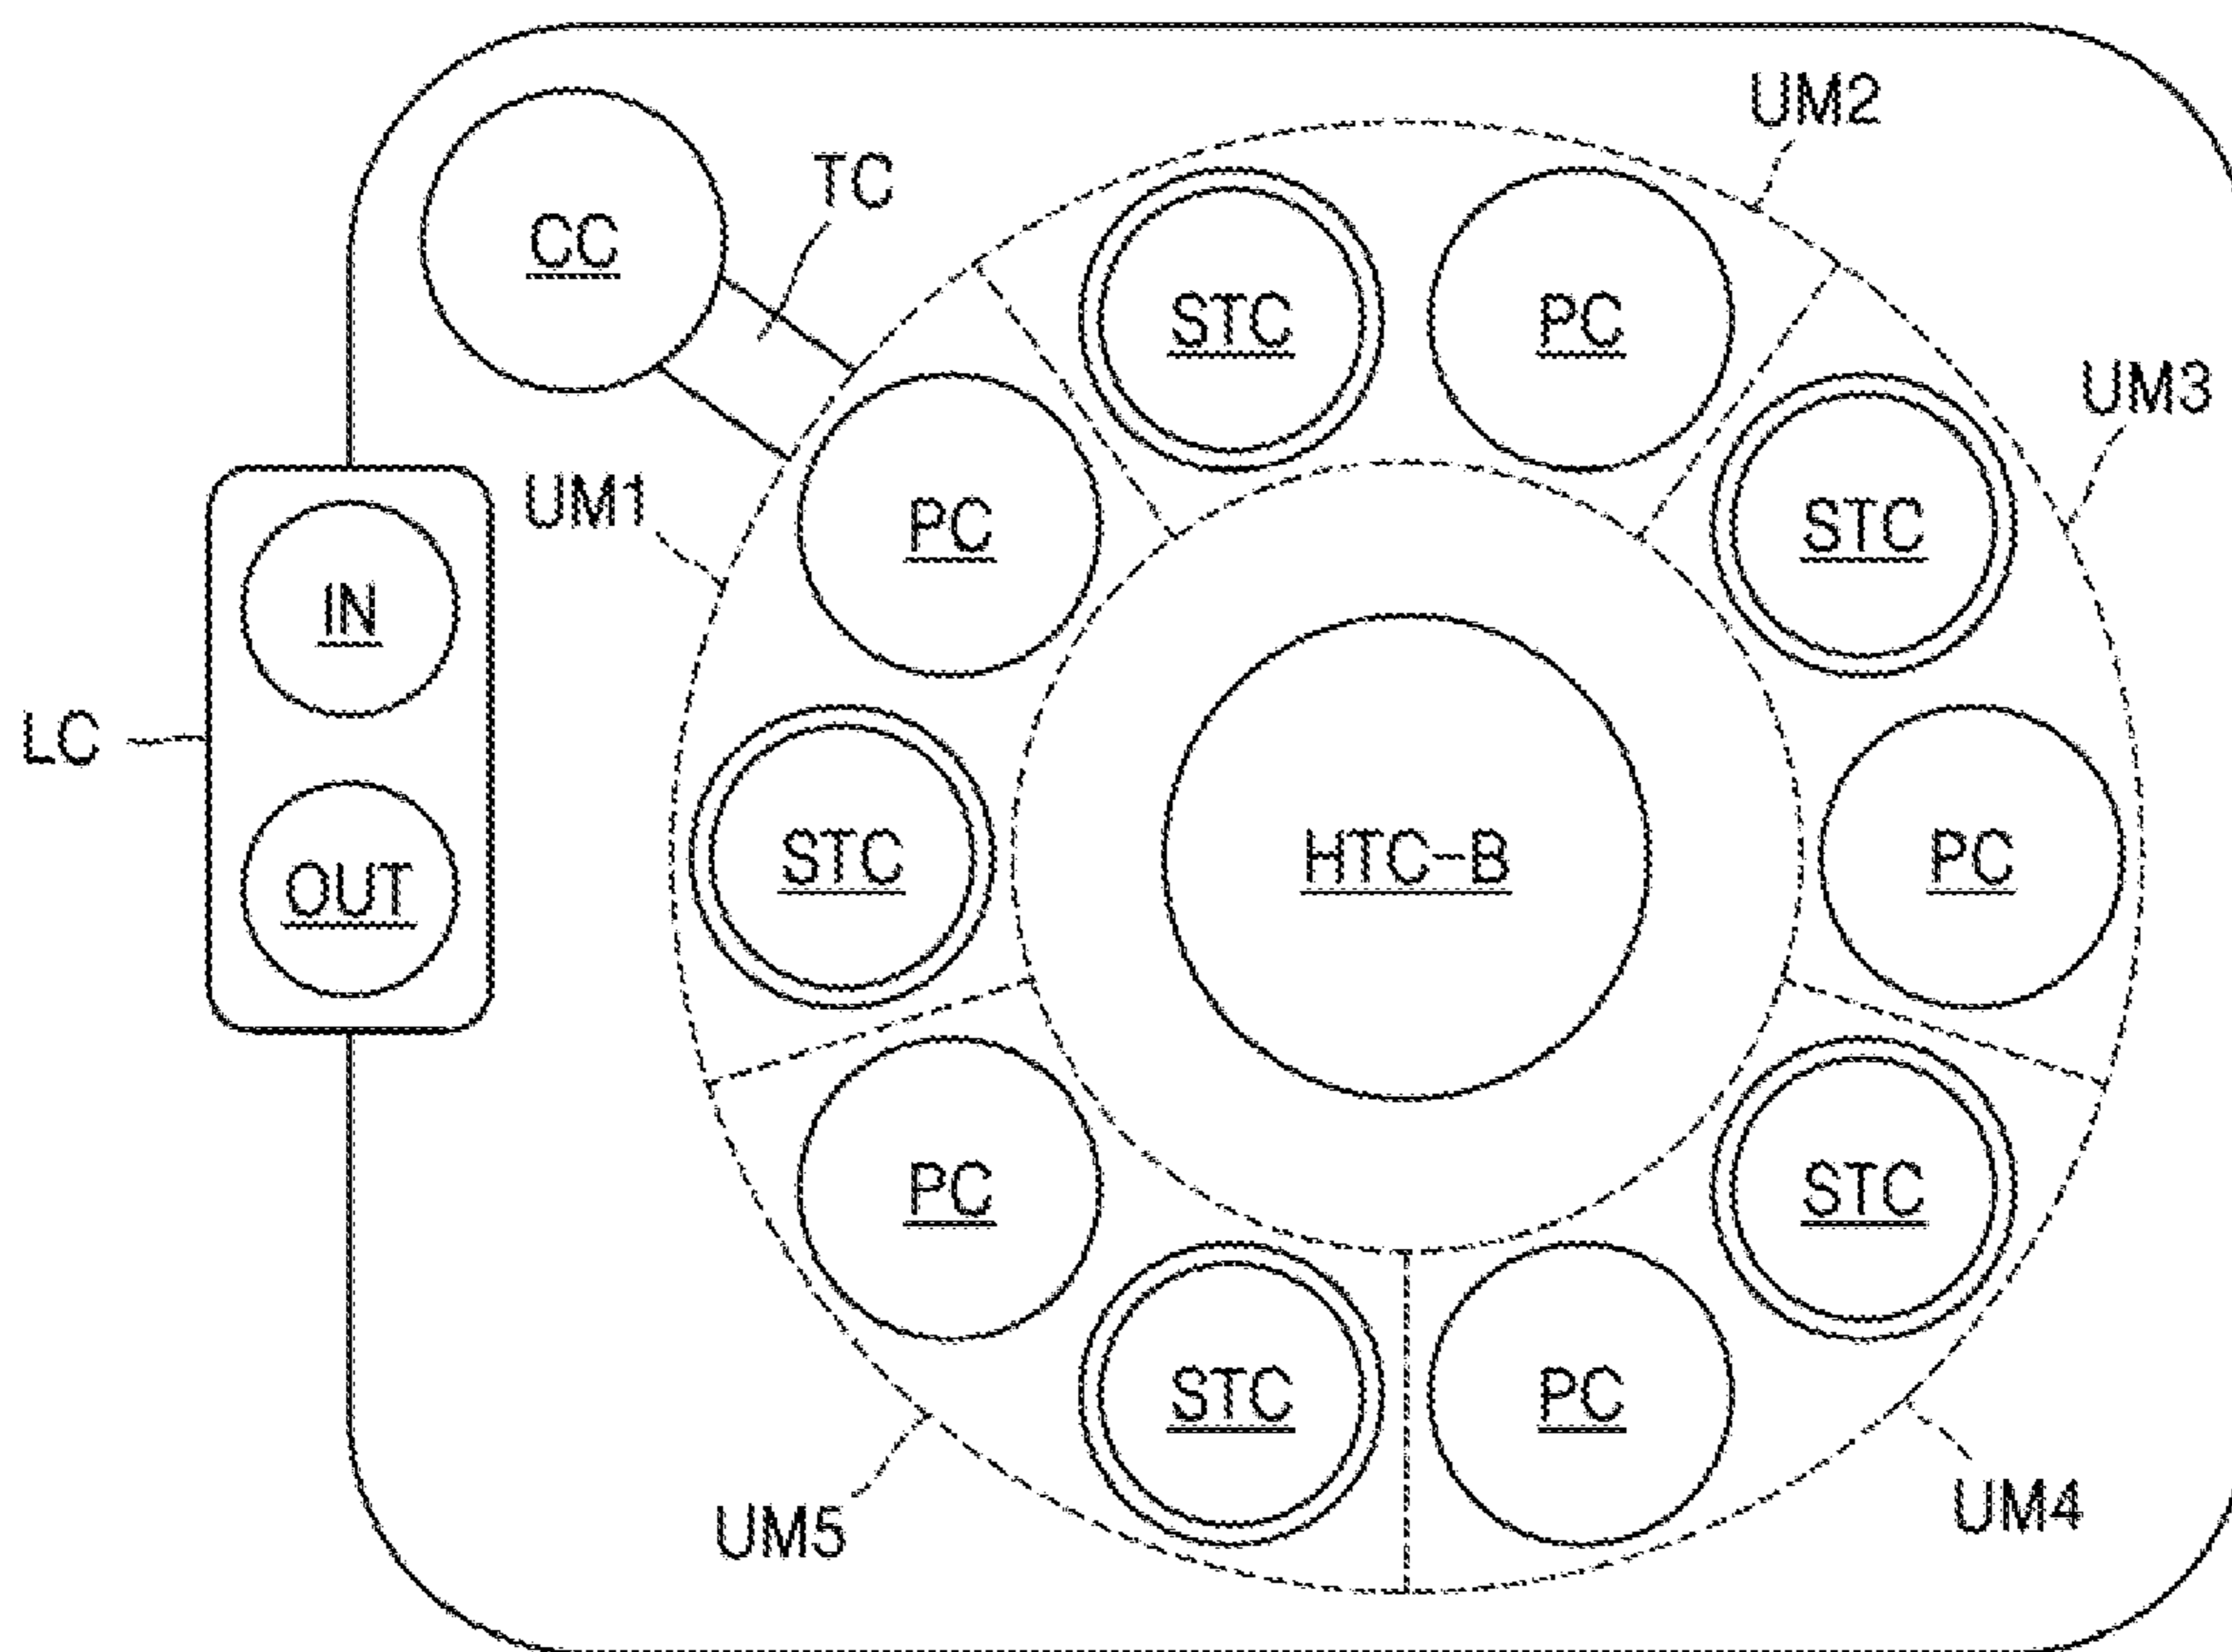 UM2
TC
CC
STC
PC
UM3
UM1
PC
STC
IN
LC
STC
HTC-B
PC
OUT
PC
STC
STC
PC
UM5
UM4